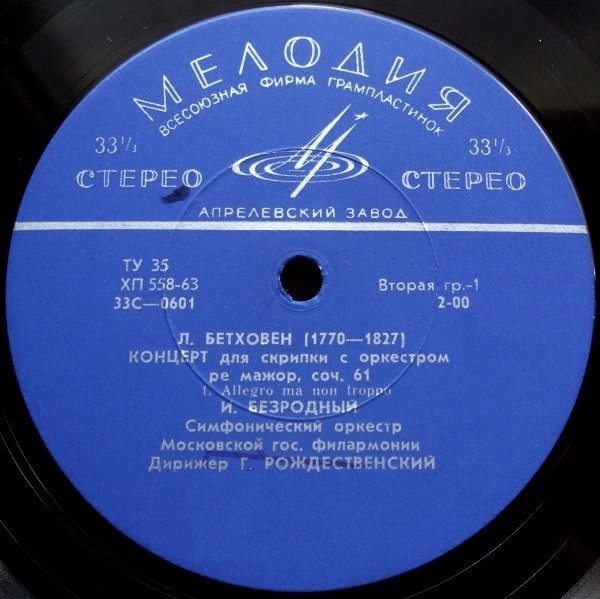 МЕЛОДИЯ
ВСЕСОЮЗНАЯ ФИРМА ГРАМПЛАСТИНОК
33⅓ 33⅓
СТЕРЕО СТЕРЕО
АПРЕЛЕВСКИЙ ЗАВОД
ТУ 35
ХП 558-63 Вторая гр.-1
33С—0601 2-00
Л. БЕТХОВЕН (1770—1827)
КОНЦЕРТ для скрипки с оркестром
ре мажор, соч. 61
1. Allegro ma non troppo
И. БЕЗРОДНЫЙ
Симфонический оркестр
Московской гос. филармонии
Дирижер Г. РОЖДЕСТВЕНСКИЙ